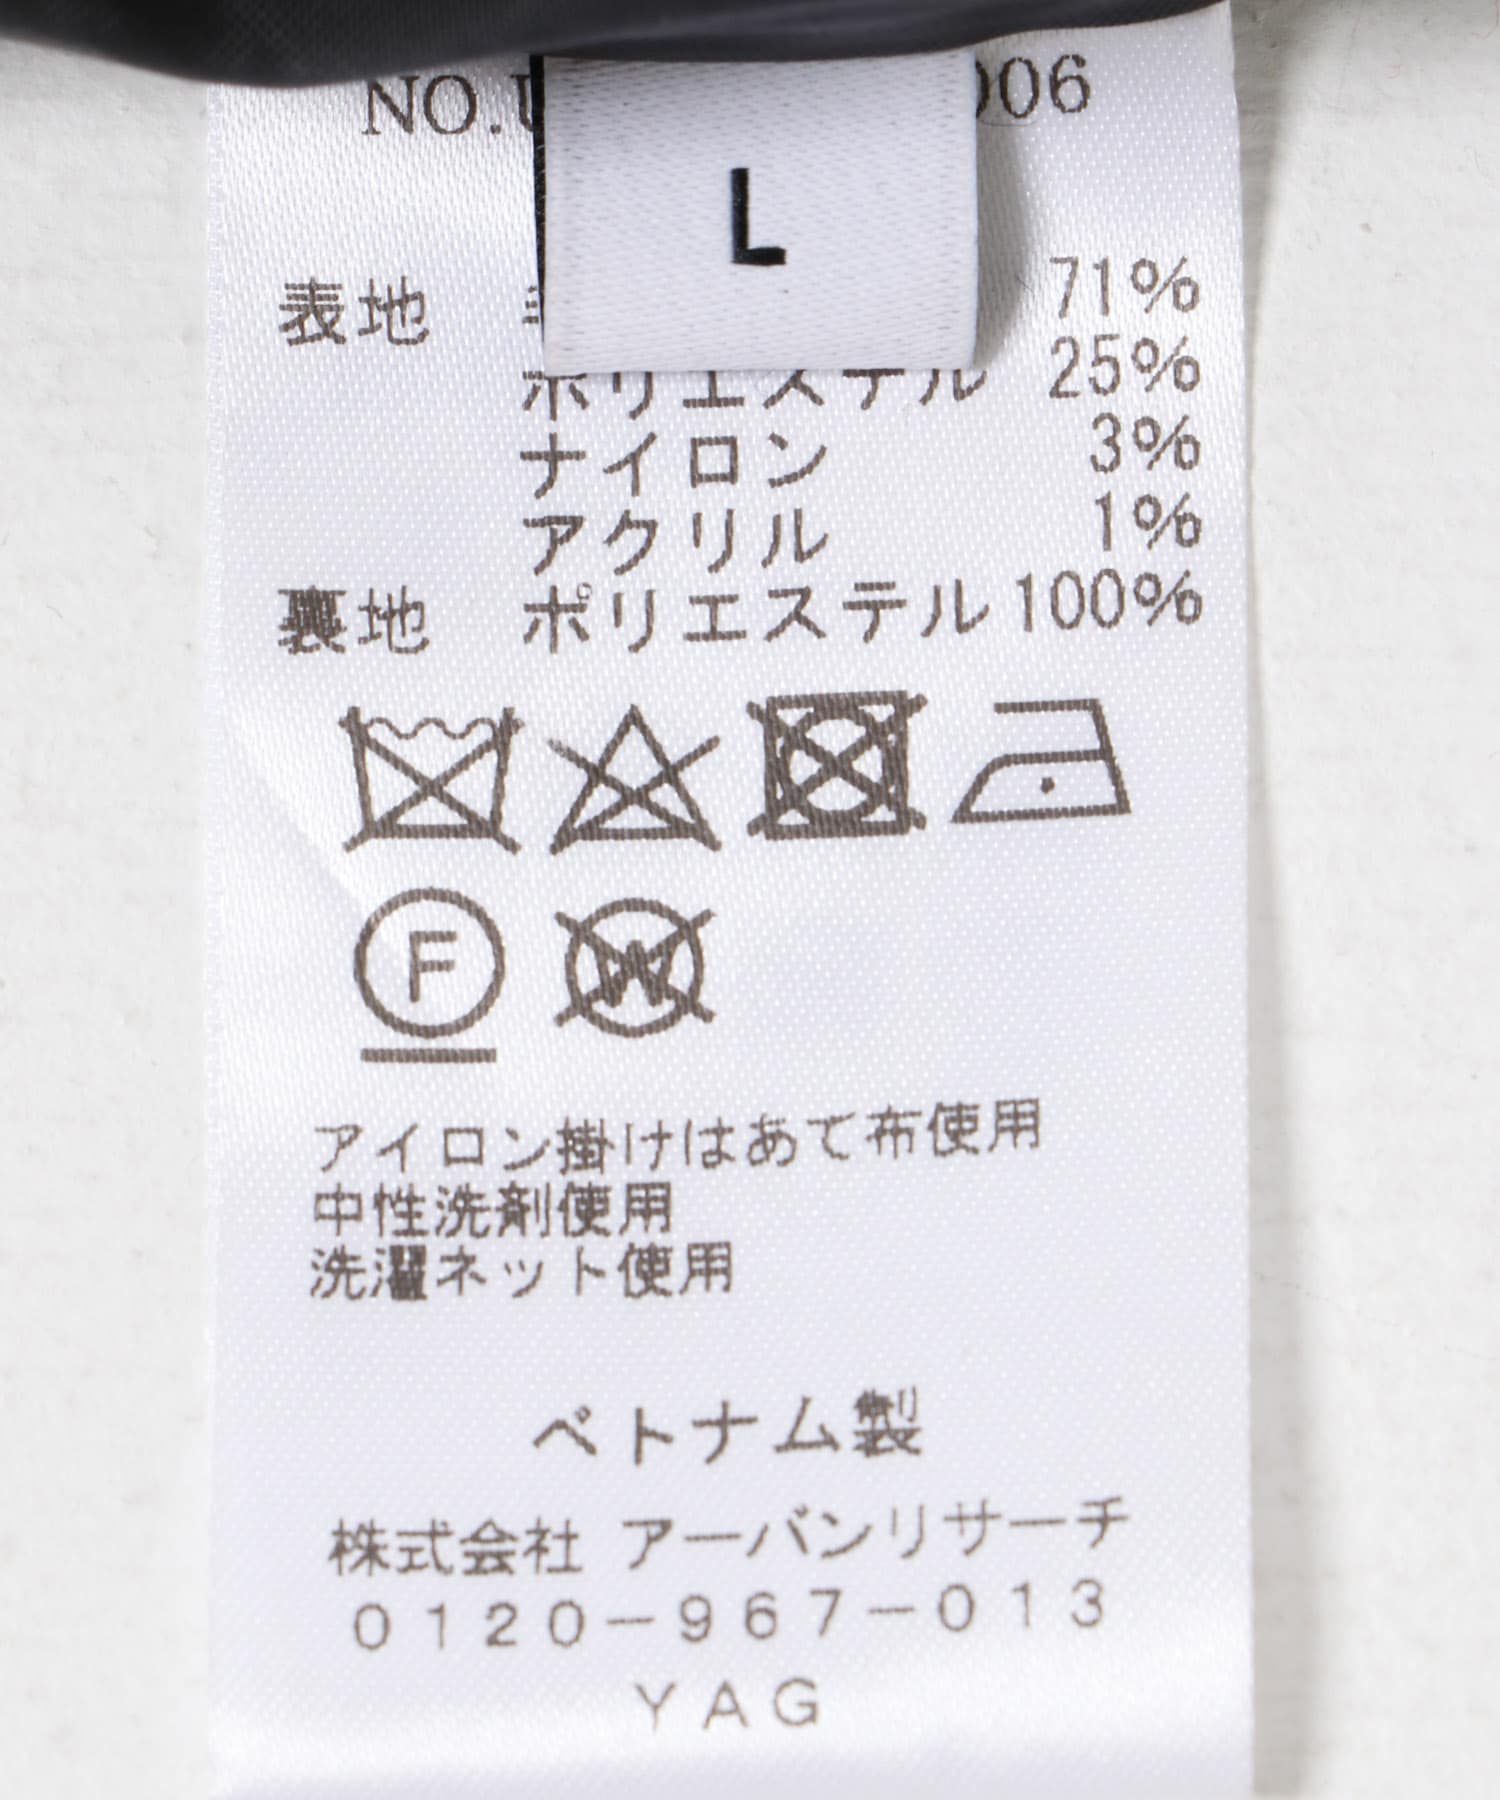 NO.
006
L
表地
71%
ポリエステル 25%
ナイロン 3%
アクリル 1%
裏地 ポリエステル 100%
F
W
アイロン掛けはあて布使用
中性洗剤使用
洗濯ネット使用
ベトナム製
株式会社 アーバンリサーチ
0120-967-013
YAG